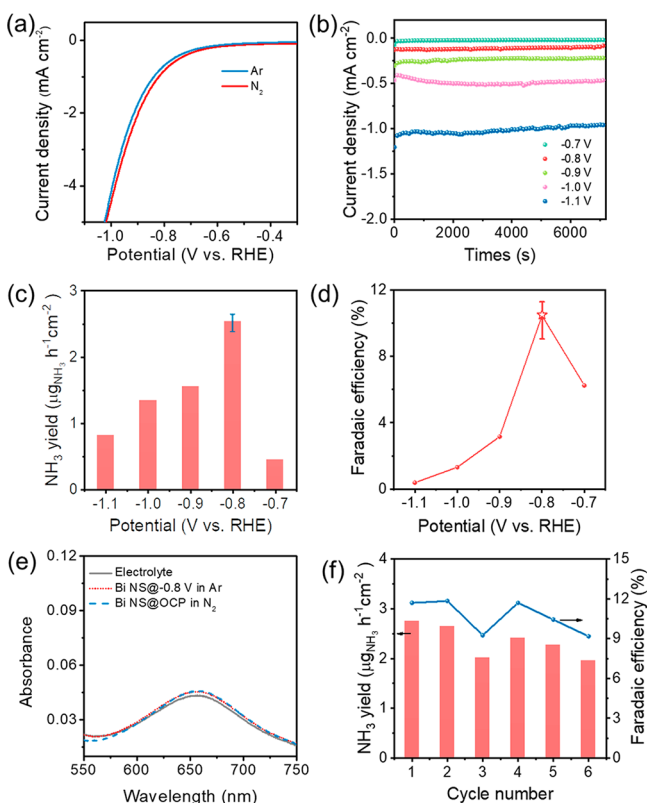 (a)
0
-2
-4
Current density (mA cm⁻²)
Ar
N₂
-1.0
-0.8
-0.6
-0.4
Potential (V vs. RHE)
(b)
0.0
-0.5
-1.0
-1.5
-2.0
Current density (mA cm⁻²)
-0.7 V
-0.8 V
-0.9 V
-1.0 V
-1.1 V
0
2000
4000
6000
Times (s)
(c)
3
2
1
0
NH₃ yield (μg_NH₃ h⁻¹cm⁻²)
-1.1
-1.0
-0.9
-0.8
-0.7
Potential (V vs. RHE)
(d)
12
8
4
0
Faradaic efficiency (%)
-1.1
-1.0
-0.9
-0.8
-0.7
Potential (V vs. RHE)
(e)
0.12
0.09
0.06
0.03
Absorbance
Electrolyte
Bi NS@-0.8 V in Ar
Bi NS@OCP in N₂
550
600
650
700
750
Wavelength (nm)
(f)
4
3
2
1
0
NH₃ yield (μg_NH₃ h⁻¹cm⁻²)
15
12
9
6
3
0
Faradaic efficiency (%)
1
2
3
4
5
6
Cycle number